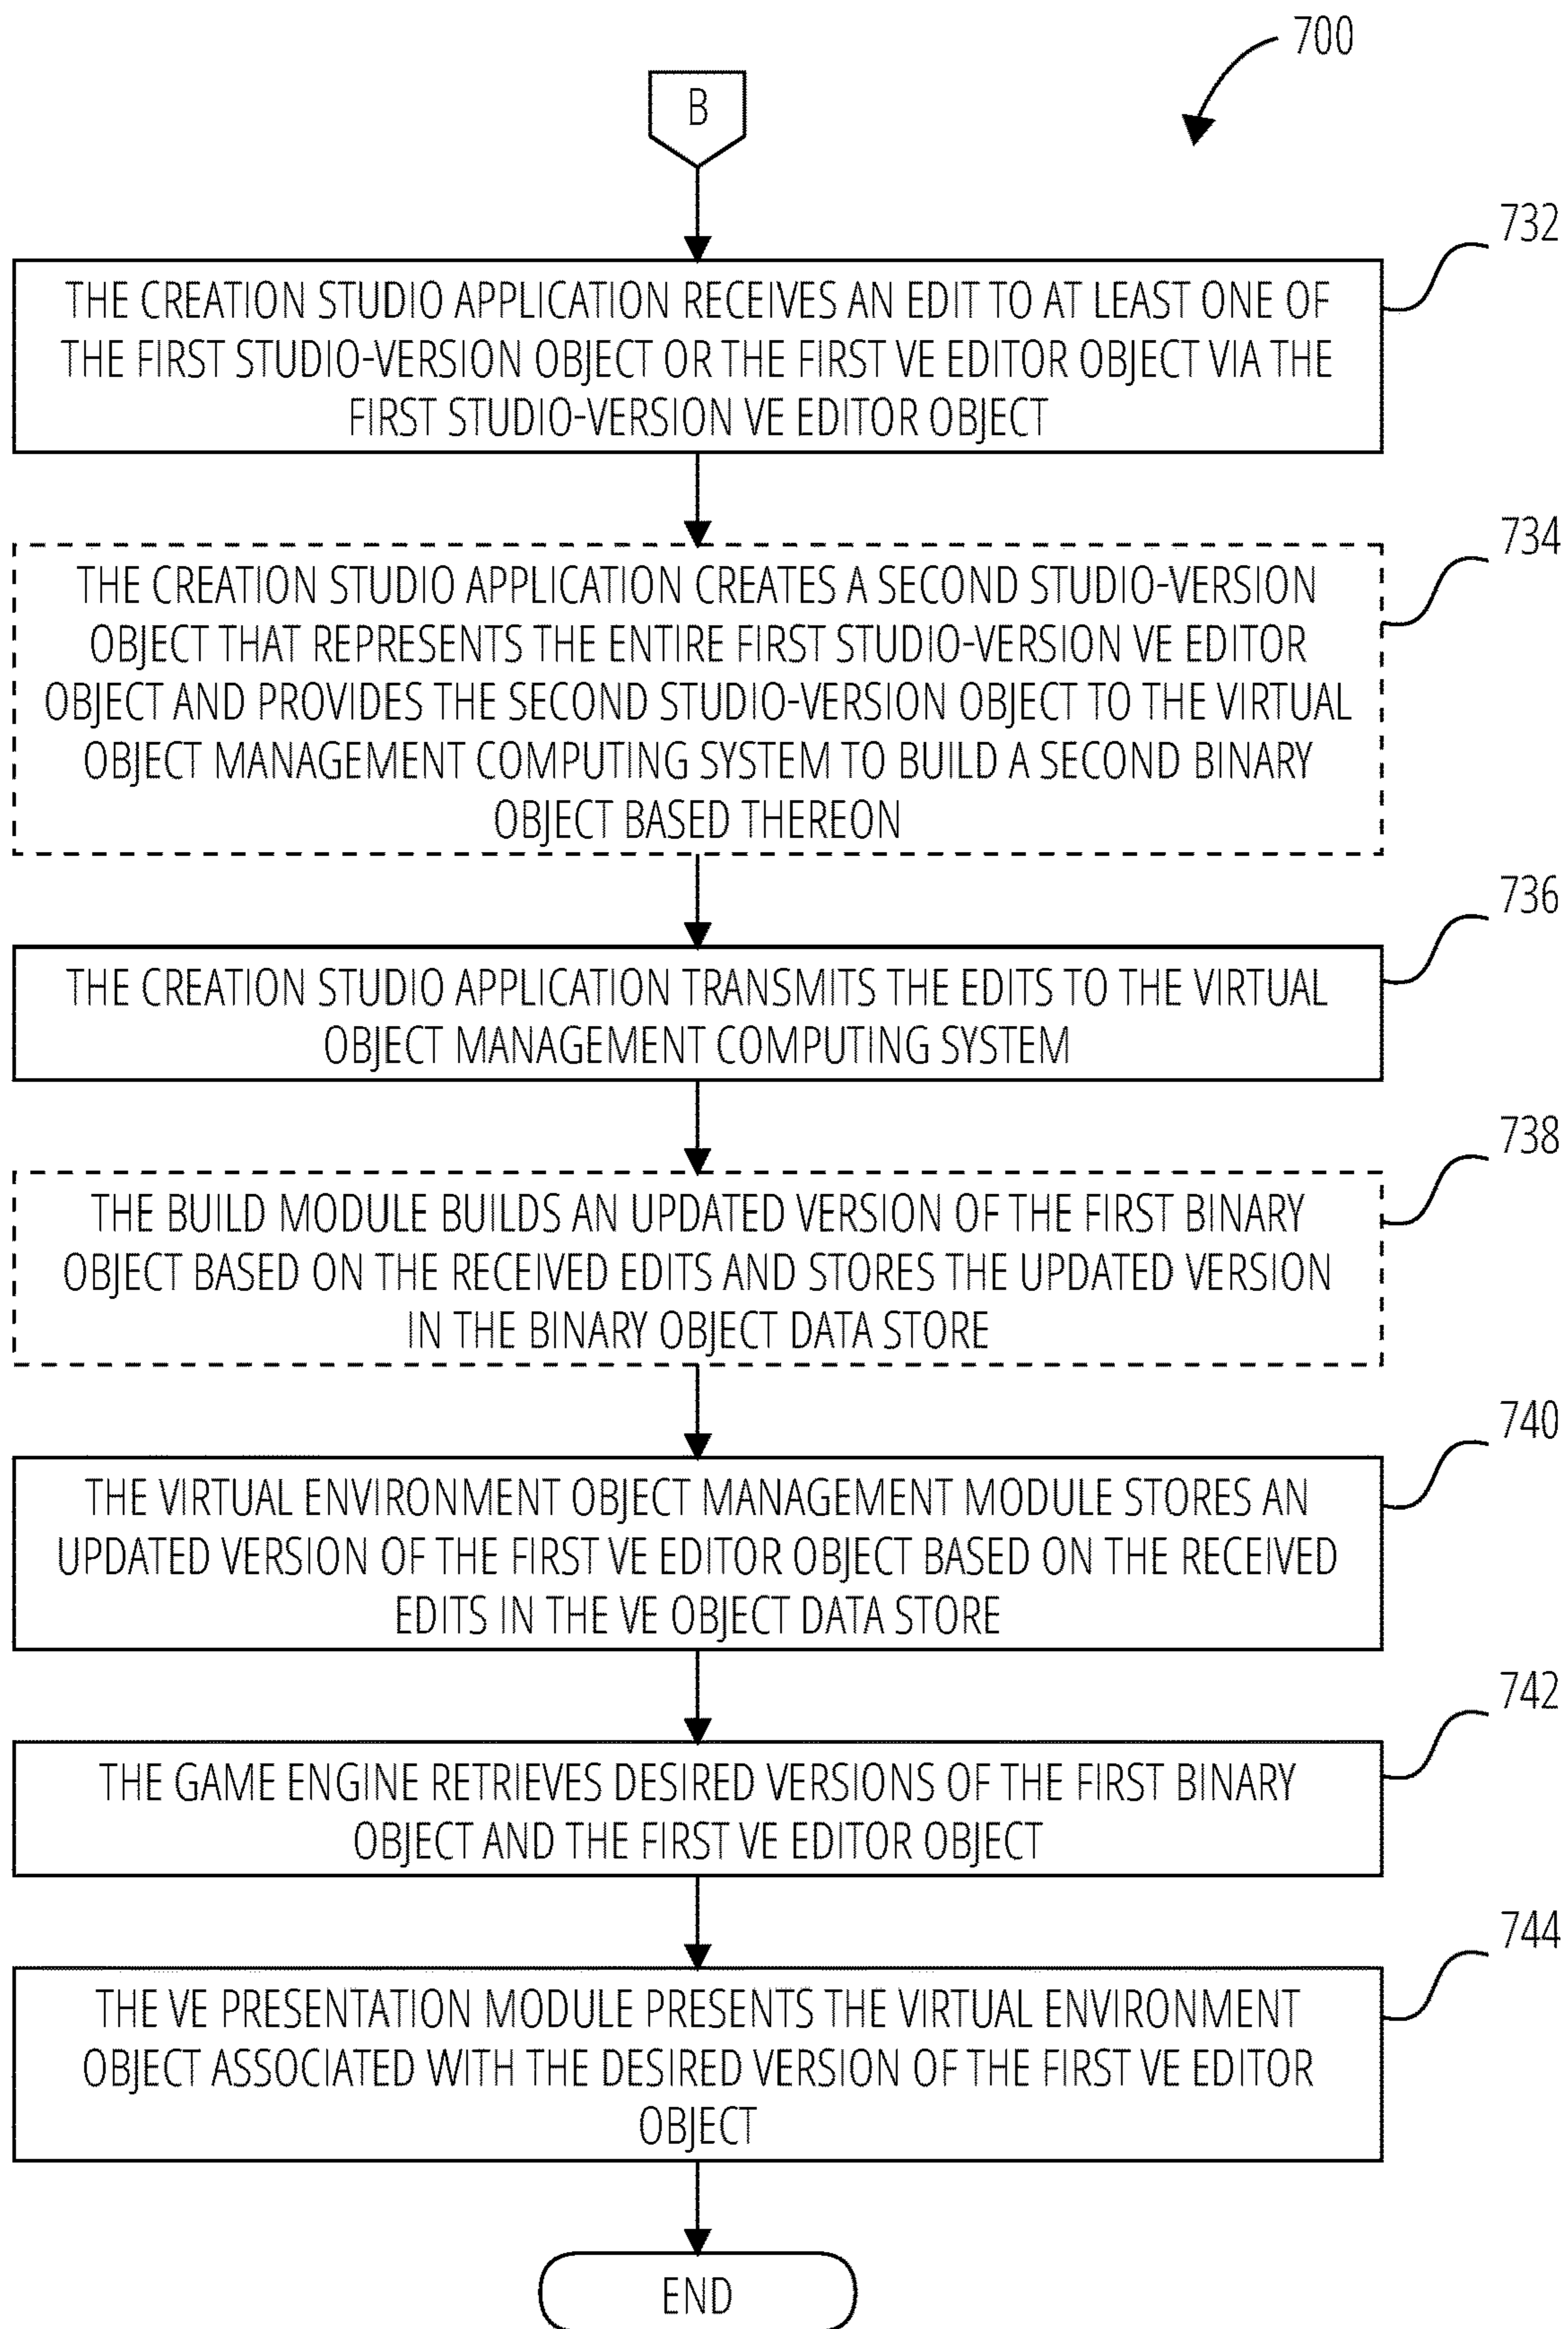 700
B
732
THE CREATION STUDIO APPLICATION RECEIVES AN EDIT TO AT LEAST ONE OF
THE FIRST STUDIO-VERSION OBJECT OR THE FIRST VE EDITOR OBJECT VIA THE
FIRST STUDIO-VERSION VE EDITOR OBJECT
734
THE CREATION STUDIO APPLICATION CREATES A SECOND STUDIO-VERSION
OBJECT THAT REPRESENTS THE ENTIRE FIRST STUDIO-VERSION VE EDITOR
OBJECT AND PROVIDES THE SECOND STUDIO-VERSION OBJECT TO THE VIRTUAL
OBJECT MANAGEMENT COMPUTING SYSTEM TO BUILD A SECOND BINARY
OBJECT BASED THEREON
736
THE CREATION STUDIO APPLICATION TRANSMITS THE EDITS TO THE VIRTUAL
OBJECT MANAGEMENT COMPUTING SYSTEM
738
THE BUILD MODULE BUILDS AN UPDATED VERSION OF THE FIRST BINARY
OBJECT BASED ON THE RECEIVED EDITS AND STORES THE UPDATED VERSION
IN THE BINARY OBJECT DATA STORE
740
THE VIRTUAL ENVIRONMENT OBJECT MANAGEMENT MODULE STORES AN
UPDATED VERSION OF THE FIRST VE EDITOR OBJECT BASED ON THE RECEIVED
EDITS IN THE VE OBJECT DATA STORE
742
THE GAME ENGINE RETRIEVES DESIRED VERSIONS OF THE FIRST BINARY
OBJECT AND THE FIRST VE EDITOR OBJECT
744
THE VE PRESENTATION MODULE PRESENTS THE VIRTUAL ENVIRONMENT
OBJECT ASSOCIATED WITH THE DESIRED VERSION OF THE FIRST VE EDITOR
OBJECT
END